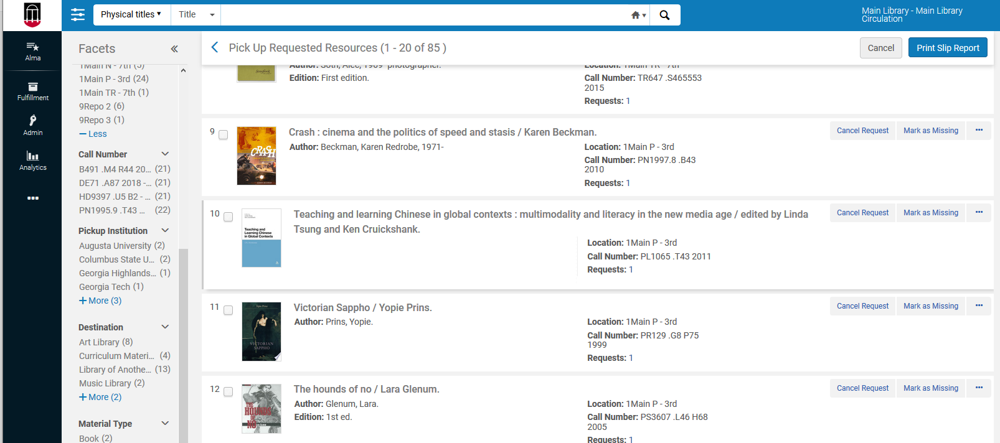 Physical titles ▾
Title
Main Library - Main Library
Circulation
Alma
Fulfillment
Admin
Analytics
Facets
1Main N - 7th (3)
1Main P - 3rd (24)
1Main TR - 7th (1)
9Repo 2 (6)
9Repo 3 (1)
Less
Call Number
B491 .M4 R44 20... (21)
DE71 .A87 2018 -... (21)
HD9397 .U5 B2 - ... (21)
PN1995.9 .T43 ... (22)
Pickup Institution
Augusta University (2)
Columbus State U... (2)
Georgia Highlands... (1)
Georgia Tech (1)
+ More (3)
Destination
Art Library (8)
Curriculum Materi... (4)
Library of Anothe... (13)
Music Library (2)
+ More (2)
Material Type
Book (2)
Pick Up Requested Resources (1 - 20 of 85 )
Cancel
Print Slip Report
Author: Soth, Alec, 1969- photographer.
Edition: First edition.
Location: 1Main TR - 7th
Call Number: TR647 .S465553
2015
Requests: 1
9
Crash : cinema and the politics of speed and stasis / Karen Beckman.
Author: Beckman, Karen Redrobe, 1971-
Location: 1Main P - 3rd
Call Number: PN1997.8 .B43
2010
Requests: 1
Cancel Request
Mark as Missing
CRASH
10
Teaching and learning Chinese in global contexts : multimodality and literacy in the new media age / edited by Linda
Tsung and Ken Cruickshank.
Location: 1Main P - 3rd
Call Number: PL1065 .T43 2011
Requests: 1
Cancel Request
Mark as Missing
Teaching and
Learning Chinese
in Global Contexts
11
Victorian Sappho / Yopie Prins.
Author: Prins, Yopie.
Location: 1Main P - 3rd
Call Number: PR129 .G8 P75
1999
Requests: 1
Cancel Request
Mark as Missing
Yopie Prins
VICTORIAN
SAPPHO
12
The hounds of no / Lara Glenum.
Author: Glenum, Lara.
Edition: 1st ed.
Location: 1Main P - 3rd
Call Number: PS3607 .L46 H68
2005
Requests: 1
Cancel Request
Mark as Missing
THE
HOUNDS
OF
NO